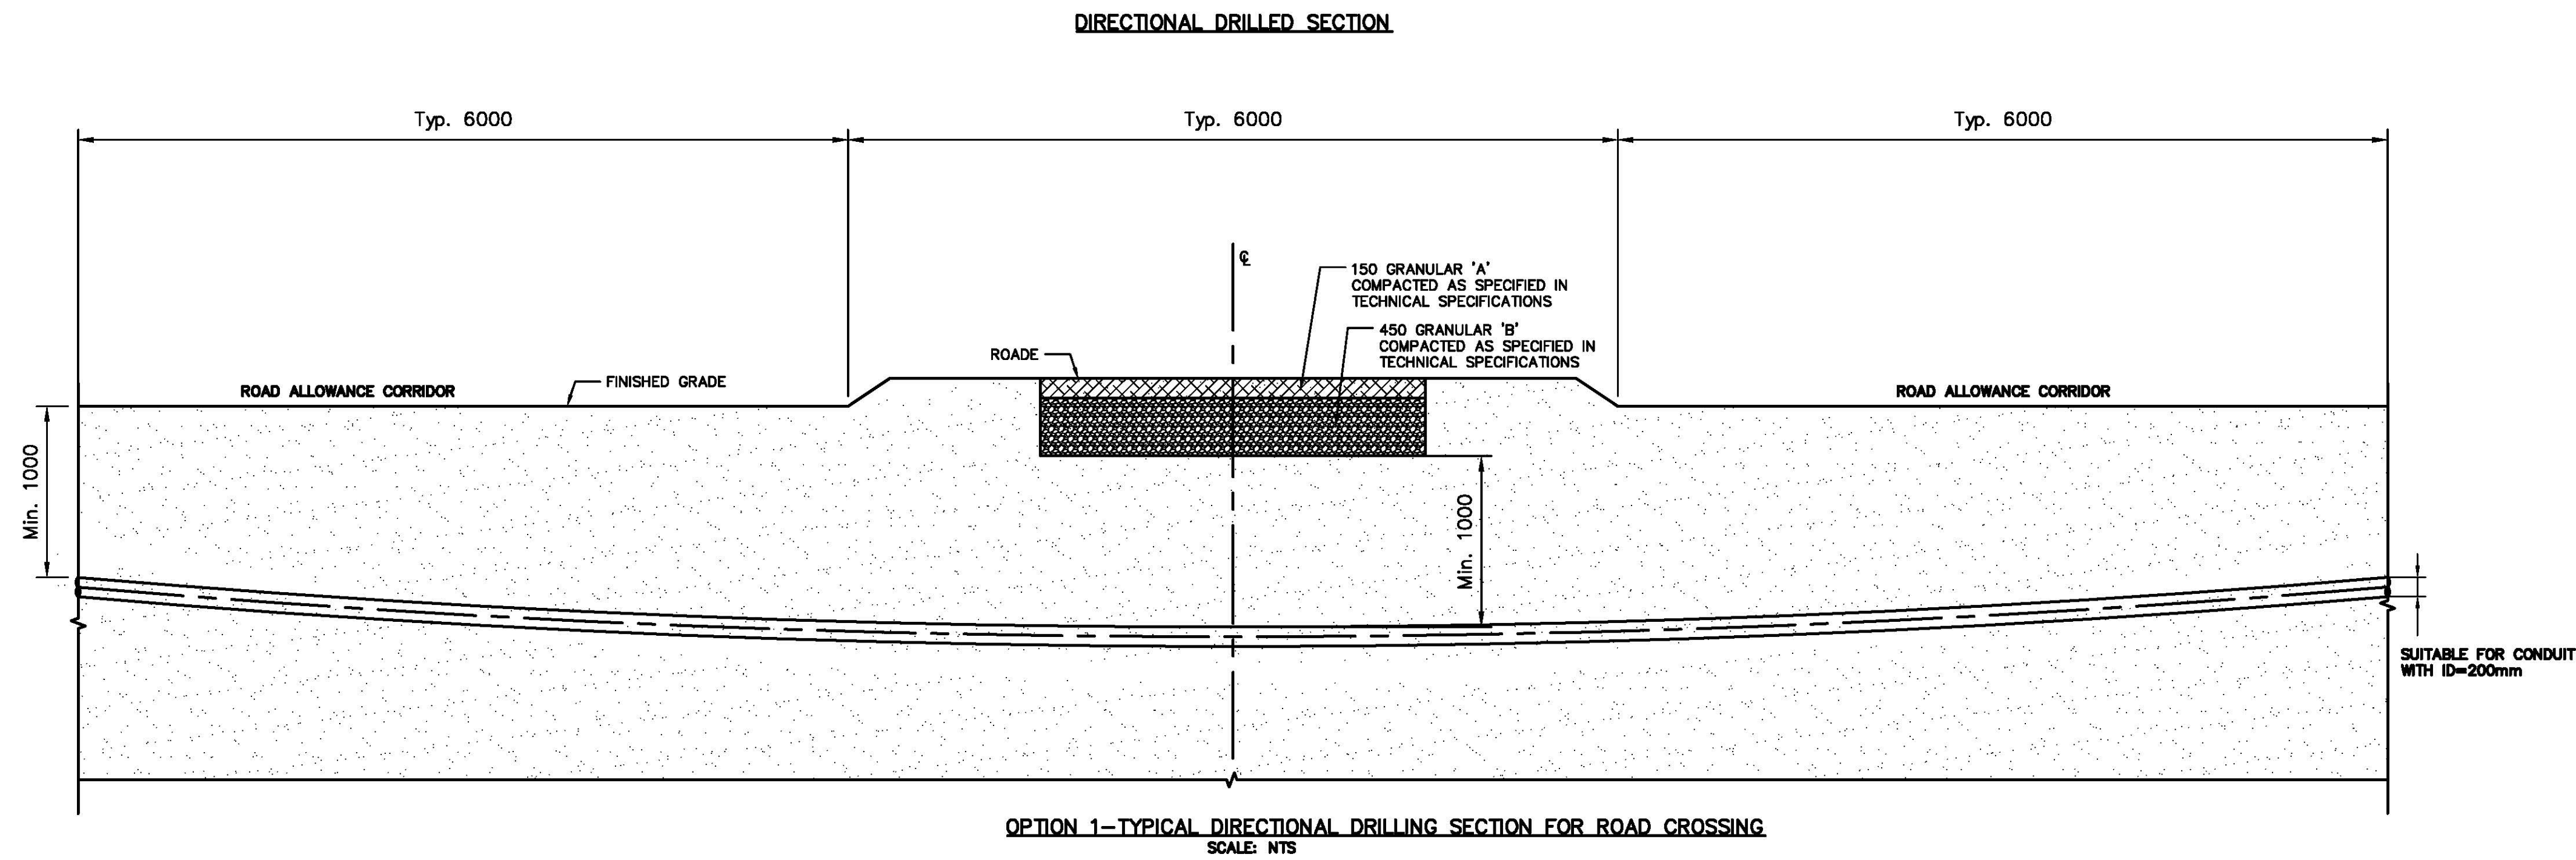 DIRECTIONAL DRILLED SECTION
Typ. 6000
Typ. 6000
Typ. 6000
℄
150 GRANULAR 'A'
COMPACTED AS SPECIFIED IN
TECHNICAL SPECIFICATIONS
450 GRANULAR 'B'
COMPACTED AS SPECIFIED IN
TECHNICAL SPECIFICATIONS
ROADE
FINISHED GRADE
ROAD ALLOWANCE CORRIDOR
ROAD ALLOWANCE CORRIDOR
Min. 1000
Min. 1000
SUITABLE FOR CONDUIT
WITH ID=200mm
OPTION 1-TYPICAL DIRECTIONAL DRILLING SECTION FOR ROAD CROSSING
SCALE: NTS